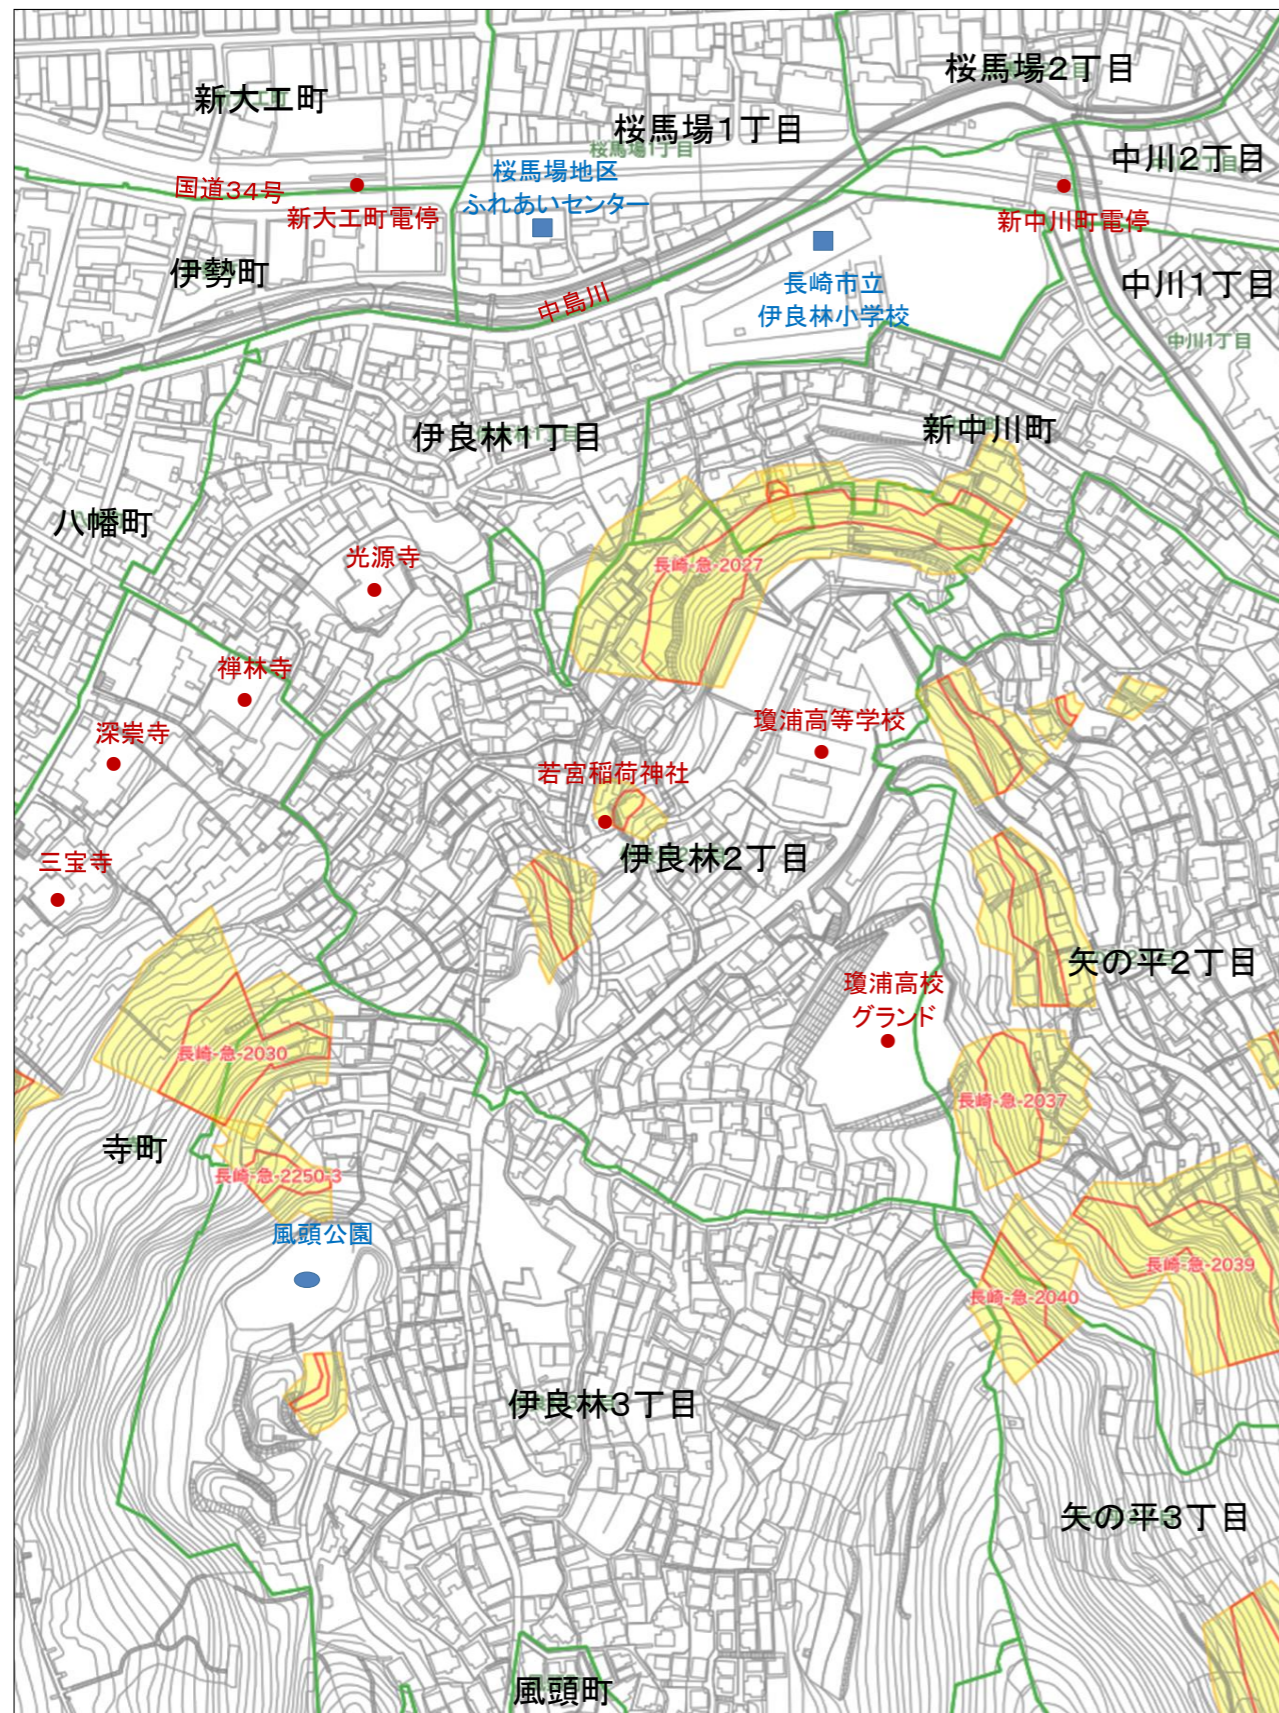 桜馬場2丁目
新大工町
桜馬場1丁目
桜馬場1丁目
中川2丁目
桜馬場地区
ふれあいセンター
国道34号
新大工町電停
新中川町電停
伊勢町
中島川
長崎市立
伊良林小学校
中川1丁目
中川1丁目
伊良林1丁目
新中川町
八幡町
光源寺
長崎-急-2027
禅林寺
深崇寺
瓊浦高等学校
若宮稲荷神社
三宝寺
伊良林2丁目
矢の平2丁目
瓊浦高校
グランド
長崎-急-2030
長崎-急-2037
寺町
長崎-急-2250-3
風頭公園
長崎-急-2039
長崎-急-2040
伊良林3丁目
矢の平3丁目
風頭町